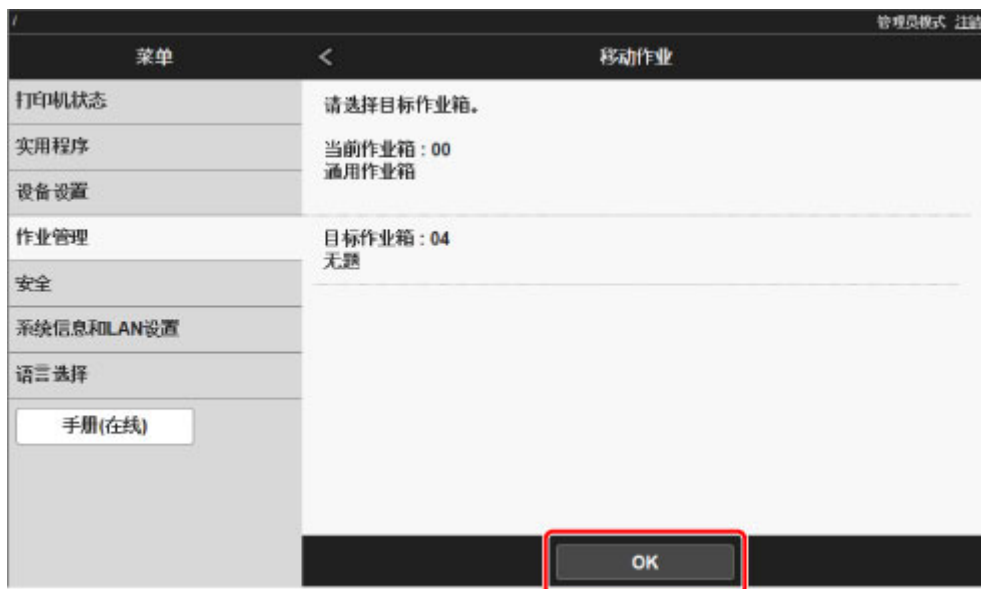 /
管理员模式 注销
菜单
<
移动作业
打印机状态
实用程序
设备设置
作业管理
安全
系统信息和LAN设置
语言选择
手册(在线)
请选择目标作业箱。
当前作业箱 : 00
通用作业箱
目标作业箱 : 04
无题
OK